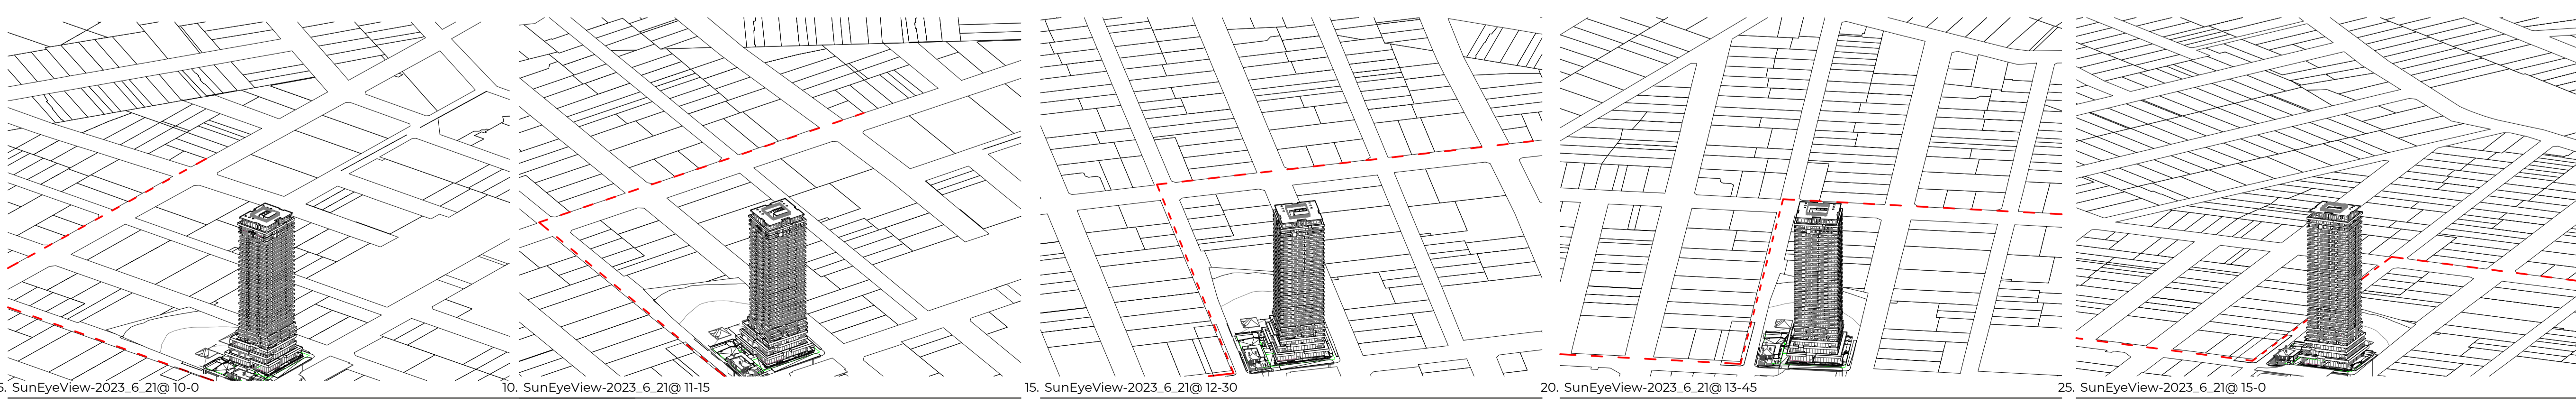 5. SunEyeView-2023_6_21@ 10-0
10. SunEyeView-2023_6_21@ 11-15
15. SunEyeView-2023_6_21@ 12-30
20. SunEyeView-2023_6_21@ 13-45
25. SunEyeView-2023_6_21@ 15-0